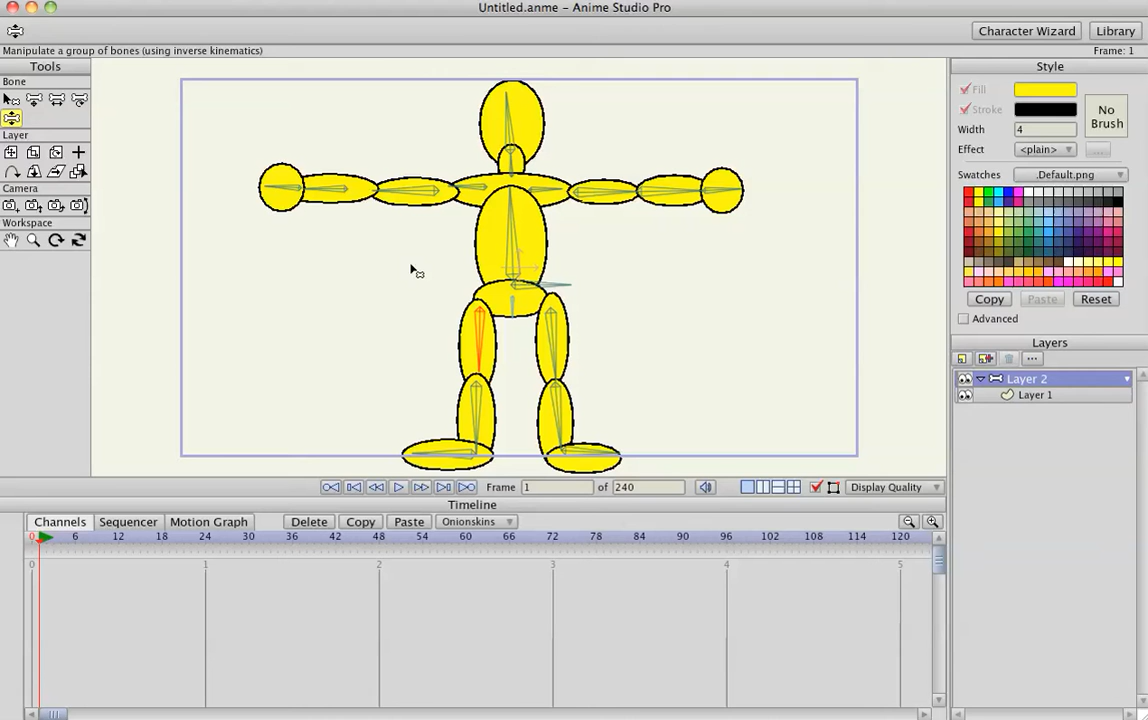 Untitled.anme – Anime Studio Pro
Character Wizard
Library
Manipulate a group of bones (using inverse kinematics)
Frame: 1
Tools
Bone
Layer
Camera
Workspace
Style
Fill
Stroke
No
Brush
Width
4
Effect
<plain>
...
Swatches
.Default.png
Copy
Paste
Reset
Advanced
Layers
...
Layer 2
Layer 1
Frame
1
of
240
Display Quality
Timeline
Channels
Sequencer
Motion Graph
Delete
Copy
Paste
Onionskins
0 6 12 18 24 30 36 42 48 54 60 66 72 78 84 90 96 102 108 114 120
0 1 2 3 4 5